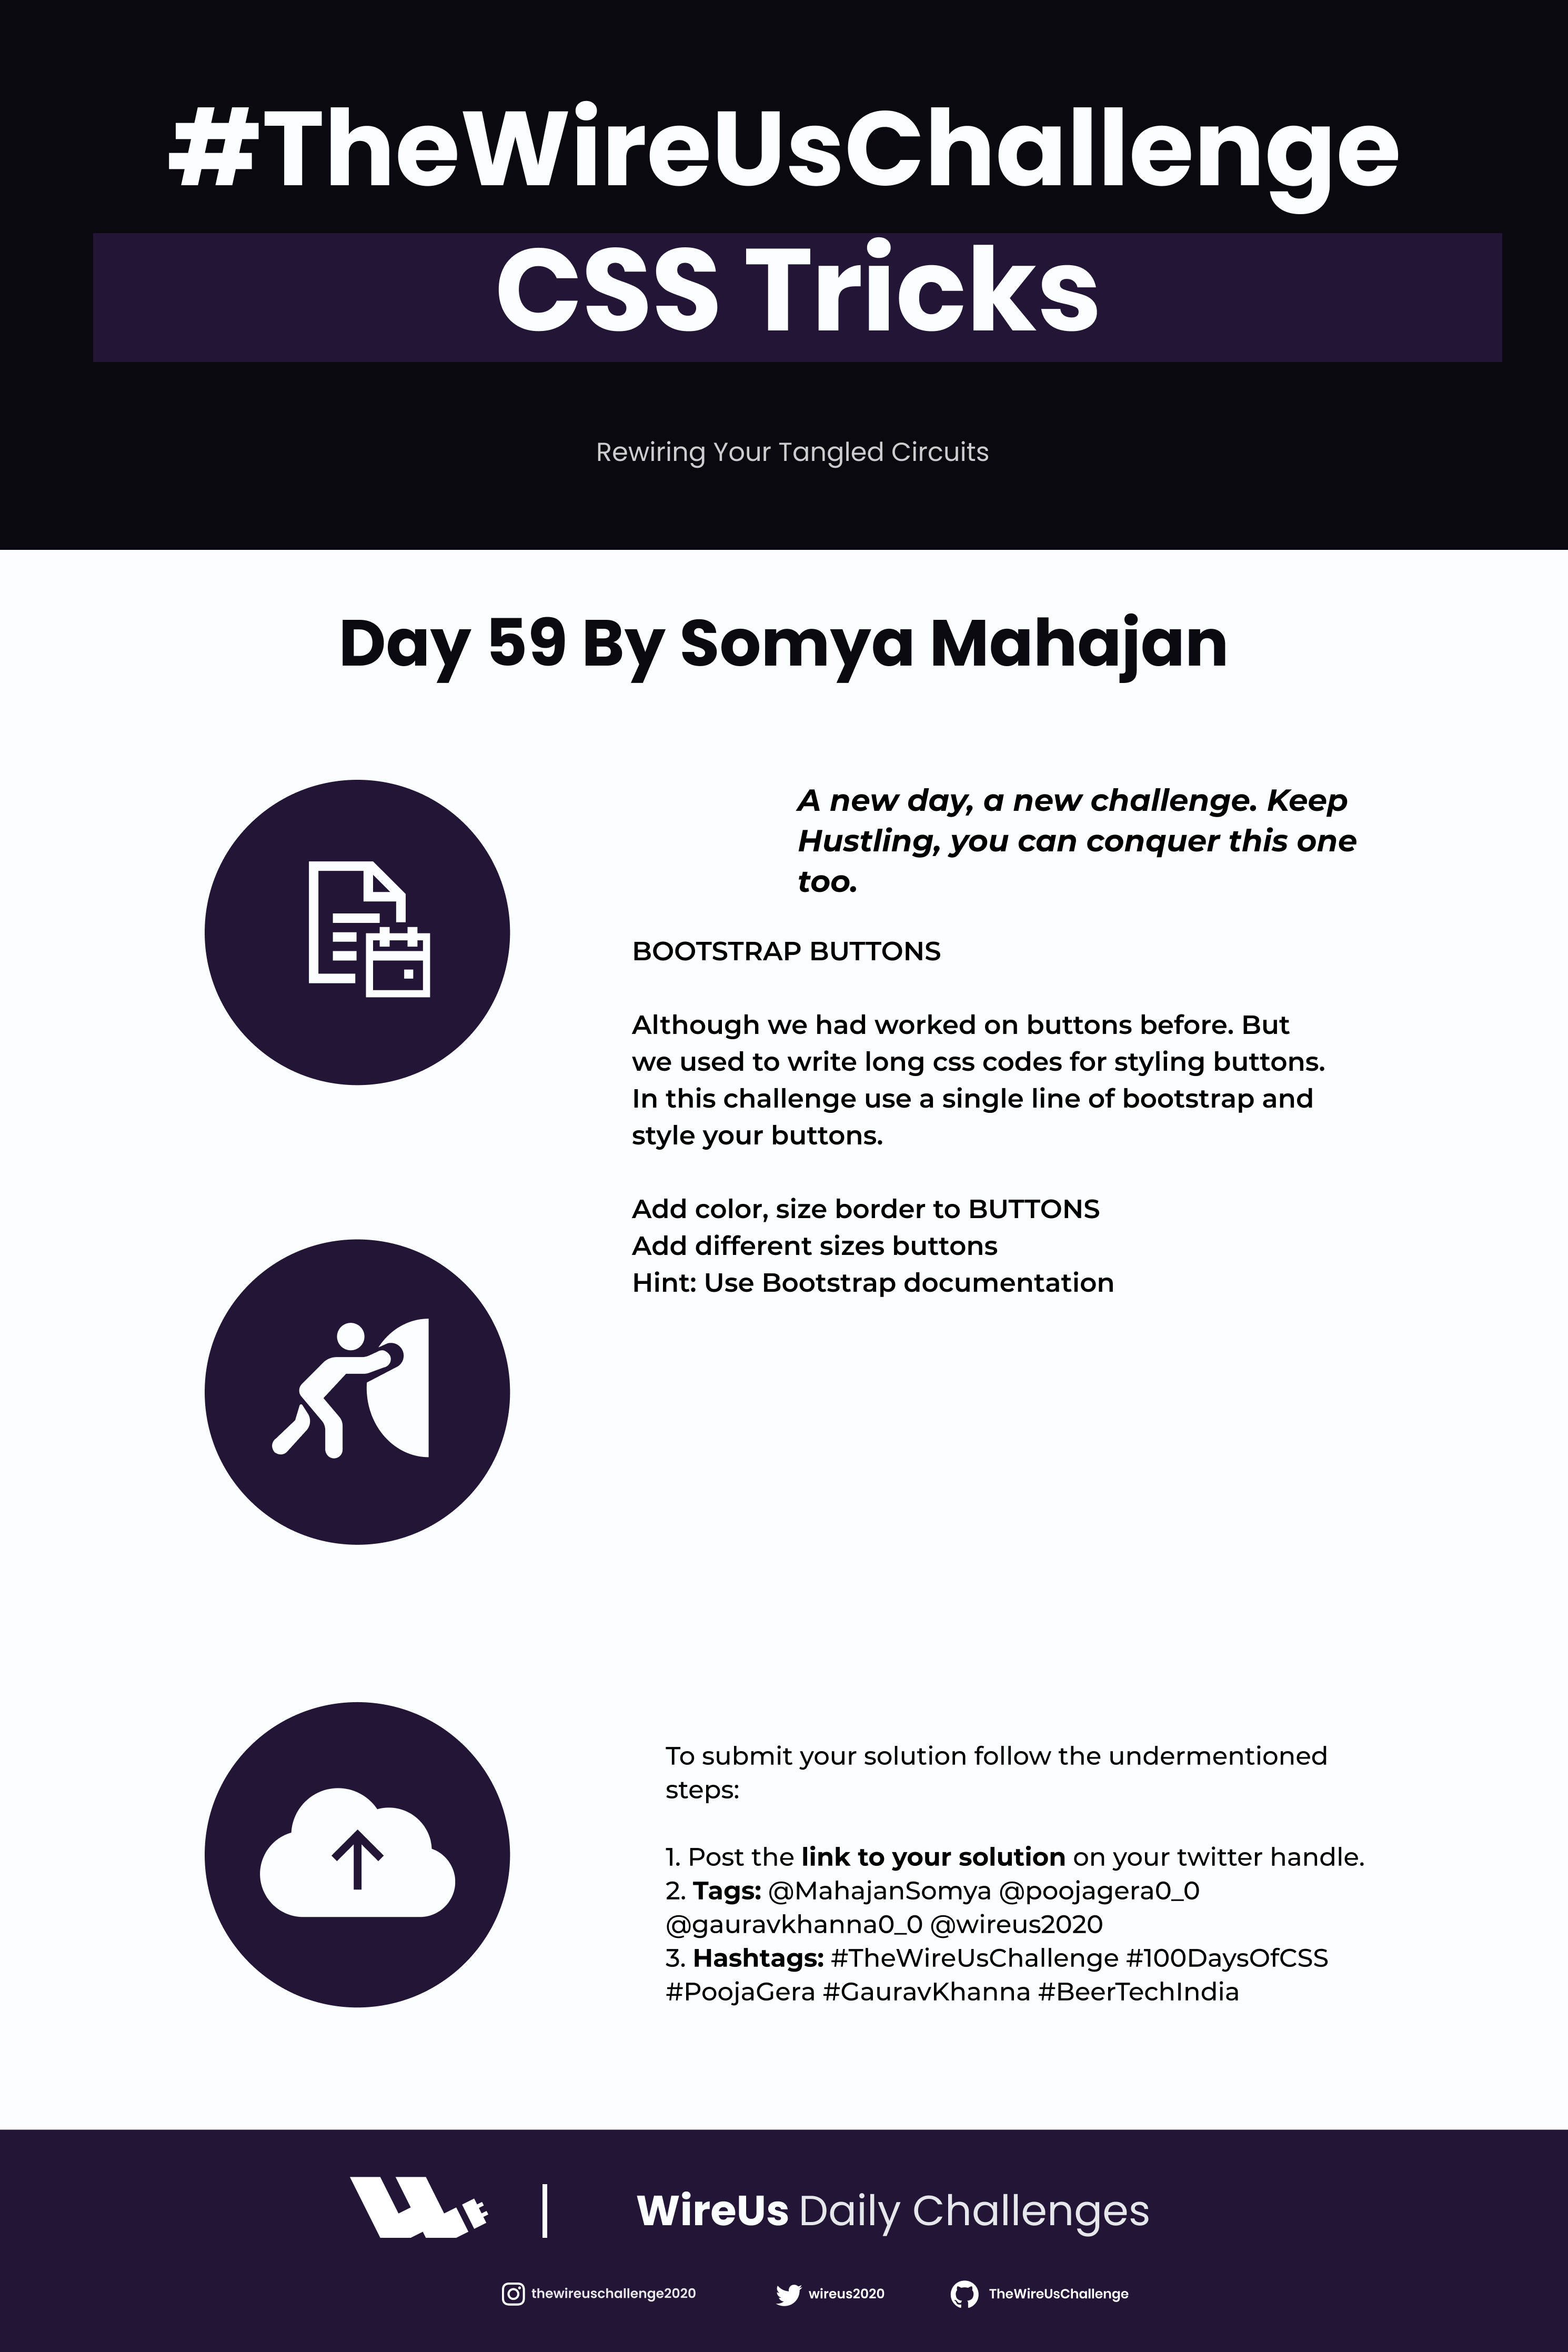 #TheWireUsChallenge
CSS Tricks
Rewiring Your Tangled Circuits
Day 59 By Somya Mahajan
A new day, a new challenge. Keep
Hustling, you can conquer this one
too.
BOOTSTRAP BUTTONS
Although we had worked on buttons before. But
we used to write long css codes for styling buttons.
In this challenge use a single line of bootstrap and
style your buttons.
Add color, size border to BUTTONS
Add different sizes buttons
Hint: Use Bootstrap documentation
To submit your solution follow the undermentioned
steps:
1. Post the link to your solution on your twitter handle.
2. Tags: @MahajanSomya @poojagera0_0
@gauravkhanna0_0 @wireus2020
3. Hashtags: #TheWireUsChallenge #100DaysOfCSS
#PoojaGera #GauravKhanna #BeerTechIndia
WireUs Daily Challenges
thewireuschallenge2020 wireus2020 TheWireUsChallenge